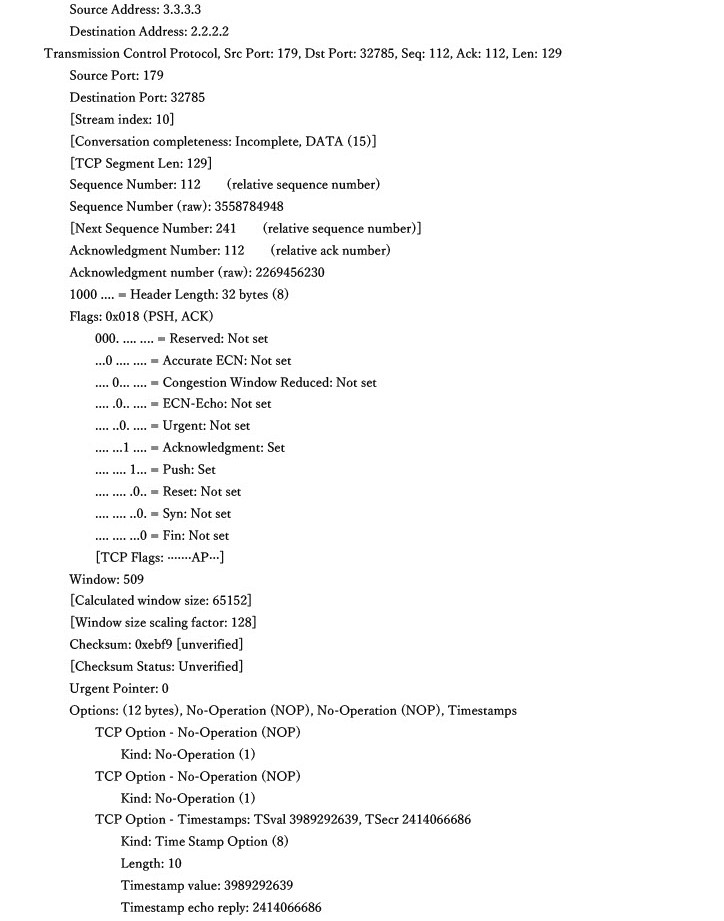 Source Address: 3.3.3.3
Destination Address: 2.2.2.2
Transmission Control Protocol, Src Port: 179, Dst Port: 32785, Seq: 112, Ack: 112, Len: 129
Source Port: 179
Destination Port: 32785
[Stream index: 10]
[Conversation completeness: Incomplete, DATA (15)]
[TCP Segment Len: 129]
Sequence Number: 112 (relative sequence number)
Sequence Number (raw): 3558784948
[Next Sequence Number: 241 (relative sequence number)]
Acknowledgment Number: 112 (relative ack number)
Acknowledgment number (raw): 2269456230
1000 .... = Header Length: 32 bytes (8)
Flags: 0x018 (PSH, ACK)
000. .... .... = Reserved: Not set
...0 .... .... = Accurate ECN: Not set
.... 0... .... = Congestion Window Reduced: Not set
.... .0.. .... = ECN-Echo: Not set
.... ..0. .... = Urgent: Not set
.... ...1 .... = Acknowledgment: Set
.... .... 1... = Push: Set
.... .... .0.. = Reset: Not set
.... .... ..0. = Syn: Not set
.... .... ...0 = Fin: Not set
[TCP Flags: ·······AP···]
Window: 509
[Calculated window size: 65152]
[Window size scaling factor: 128]
Checksum: 0xebf9 [unverified]
[Checksum Status: Unverified]
Urgent Pointer: 0
Options: (12 bytes), No-Operation (NOP), No-Operation (NOP), Timestamps
TCP Option - No-Operation (NOP)
Kind: No-Operation (1)
TCP Option - No-Operation (NOP)
Kind: No-Operation (1)
TCP Option - Timestamps: TSval 3989292639, TSecr 2414066686
Kind: Time Stamp Option (8)
Length: 10
Timestamp value: 3989292639
Timestamp echo reply: 2414066686